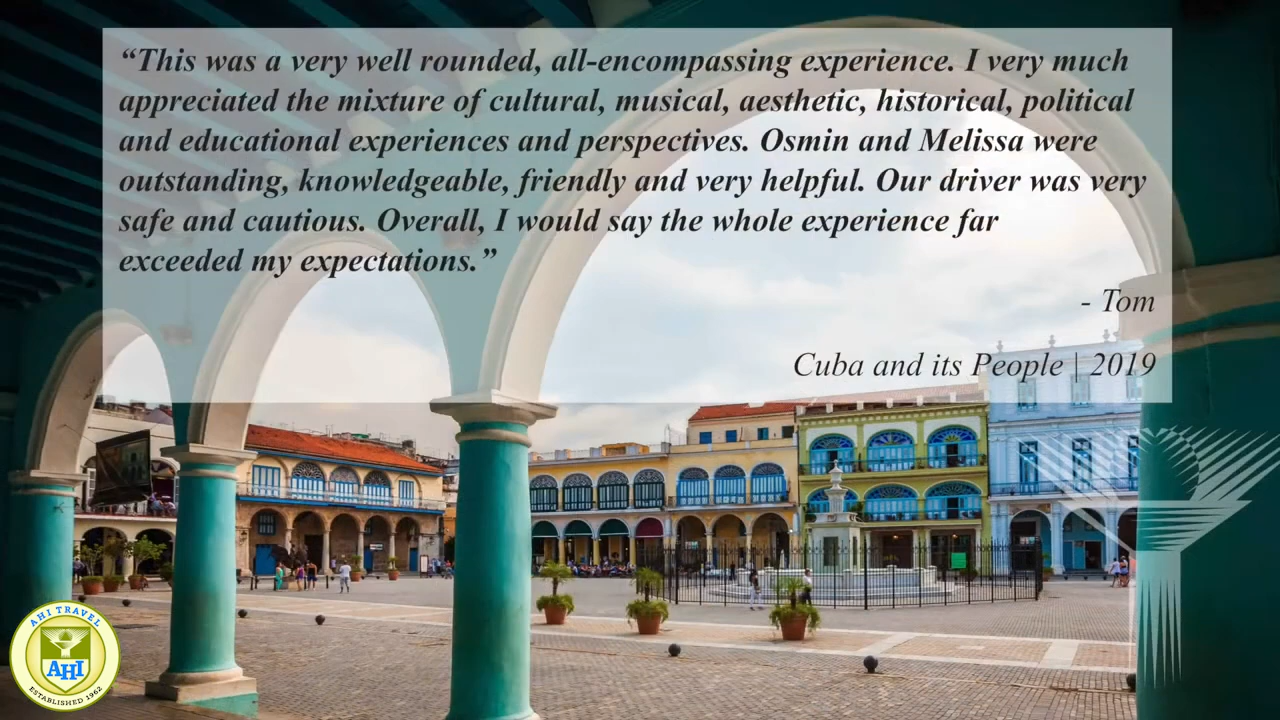 “This was a very well rounded, all-encompassing experience. I very much
appreciated the mixture of cultural, musical, aesthetic, historical, political
and educational experiences and perspectives. Osmin and Melissa were
outstanding, knowledgeable, friendly and very helpful. Our driver was very
safe and cautious. Overall, I would say the whole experience far
exceeded my expectations.”
- Tom
Cuba and its People | 2019
AHI TRAVEL
AHI
ESTABLISHED 1962